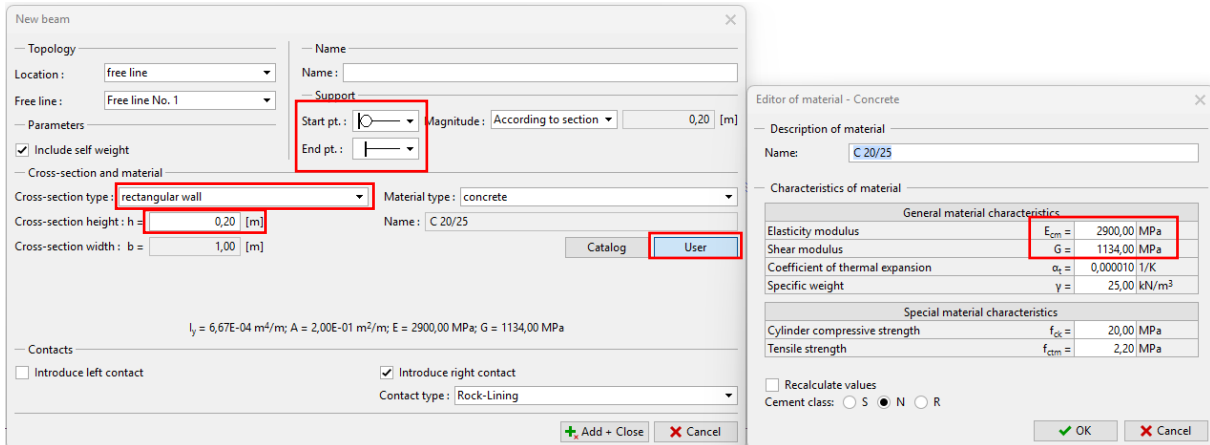 New beam
Topology
Location : free line
Free line : Free line No. 1
Parameters
Include self weight
Name
Name :
Support
Start pt. : Magnitude : According to section 0,20 [m]
End pt. :
Cross-section and material
Cross-section type : rectangular wall
Cross-section height : h = 0,20 [m]
Cross-section width : b = 1,00 [m]
Material type : concrete
Name : C 20/25
Catalog User
Iy = 6,67E-04 m4/m; A = 2,00E-01 m2/m; E = 2900,00 MPa; G = 1134,00 MPa
Contacts
Introduce left contact
Introduce right contact
Contact type : Rock-Lining
Add + Close Cancel
Editor of material - Concrete
Description of material
Name: C 20/25
Characteristics of material
General material characteristics
Elasticity modulus Ecm = 2900,00 MPa
Shear modulus G = 1134,00 MPa
Coefficient of thermal expansion αt = 0,000010 1/K
Specific weight γ = 25,00 kN/m3
Special material characteristics
Cylinder compressive strength fck = 20,00 MPa
Tensile strength fctm = 2,20 MPa
Recalculate values
Cement class: S N R
OK Cancel